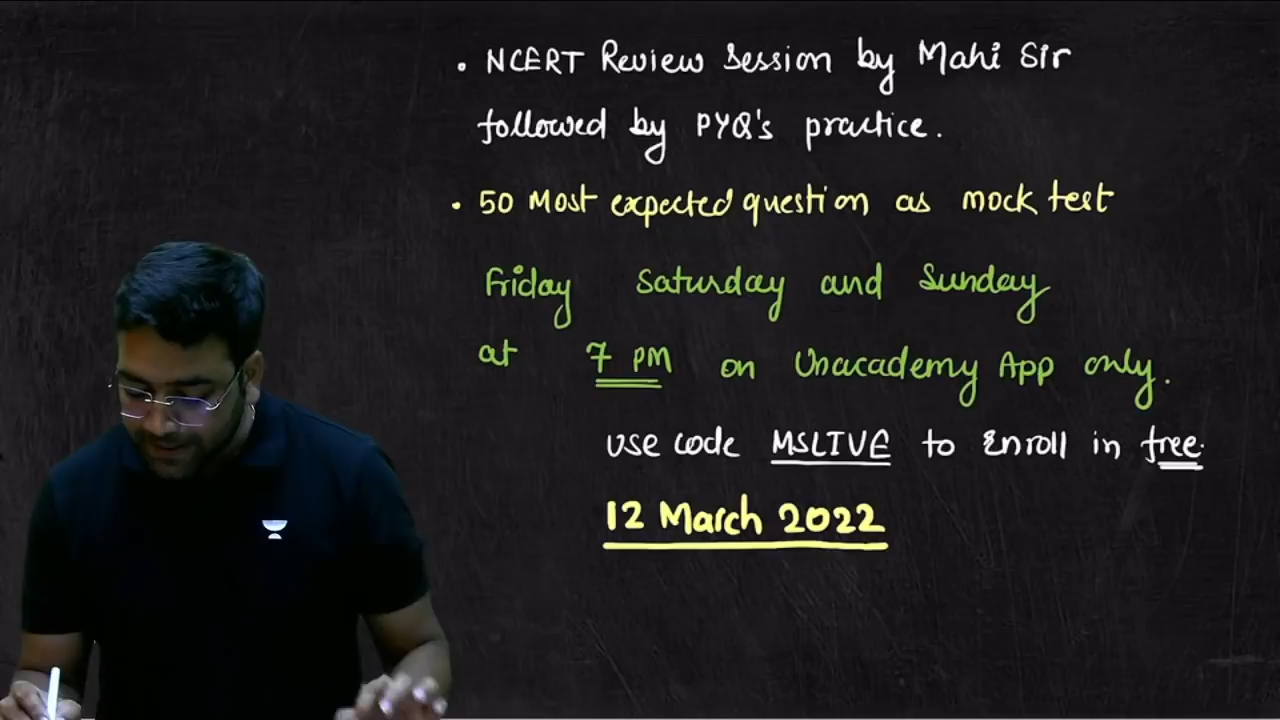 • NCERT Review Session by Mahi Sir
followed by PYQ's practice.
• 50 Most expected question as mock test
Friday Saturday and Sunday
at 7 PM on Unacademy App only.
use code MSLIVE to Enroll in free.
12 March 2022